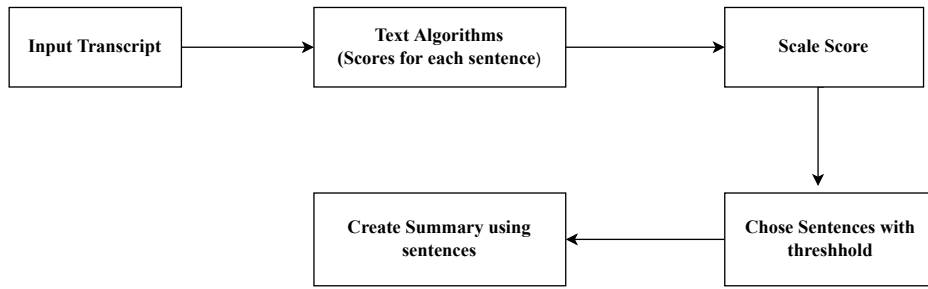 Input Transcript
Text Algorithms
(Scores for each sentence)
Scale Score
Chose Sentences with
threshhold
Create Summary using
sentences